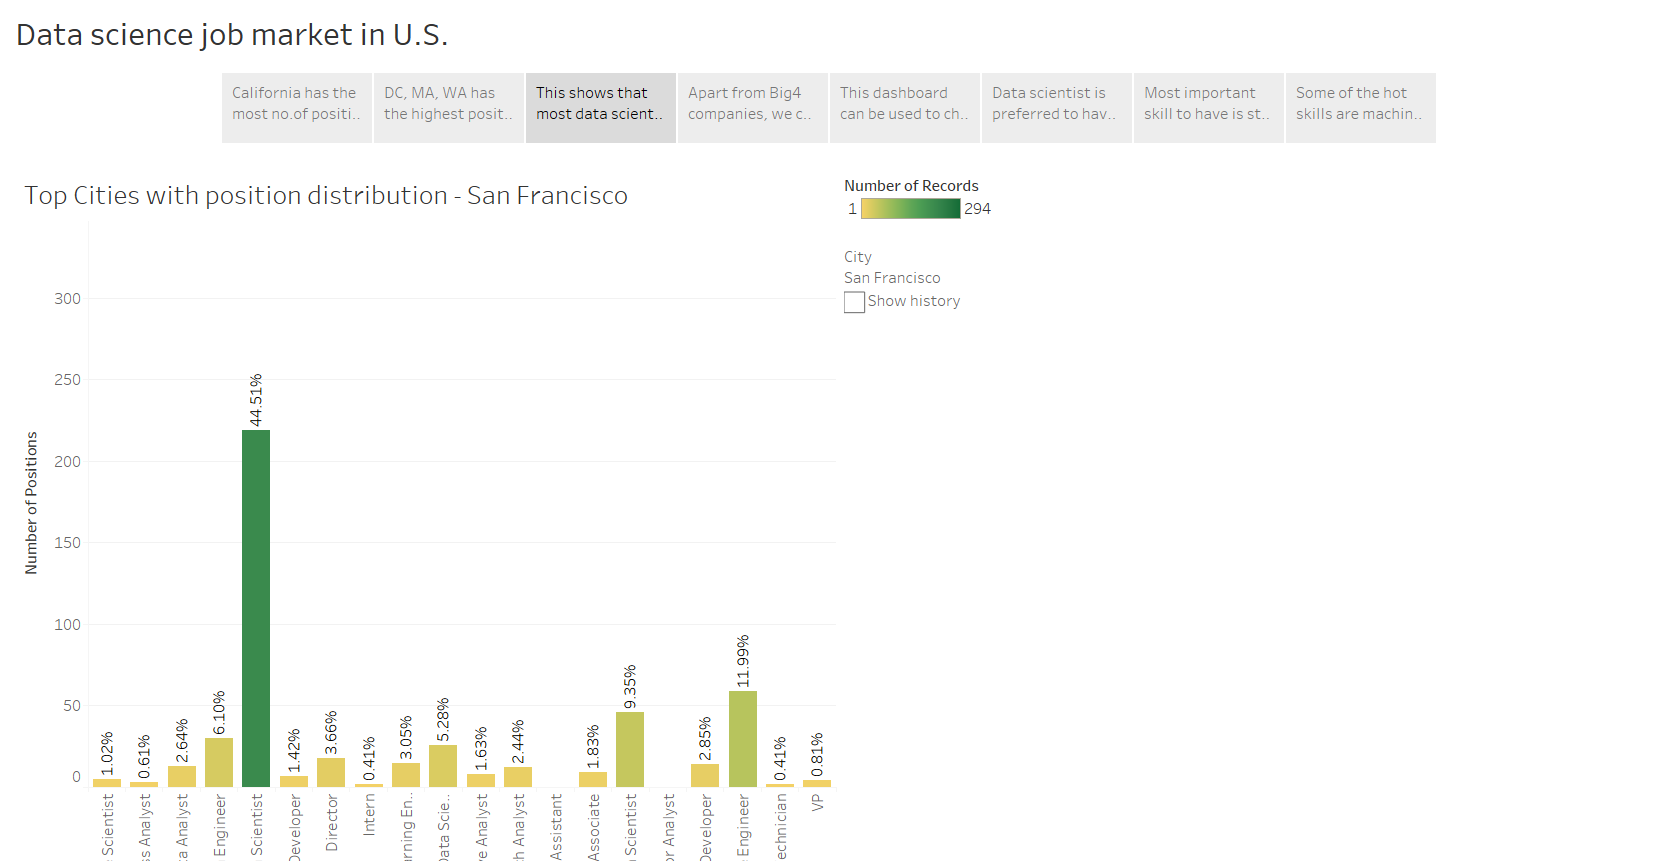 Data science job market in U.S.
California has the
most no.of positi..
DC, MA, WA has
the highest posit..
This shows that
most data scient..
Apart from Big4
companies, we c..
This dashboard
can be used to ch..
Data scientist is
preferred to hav..
Most important
skill to have is st..
Some of the hot
skills are machin..
Top Cities with position distribution - San Francisco
Number of Records
1
294
City
San Francisco
Show history
Number of Positions
300
250
200
150
100
50
0
1.02%
0.61%
2.64%
6.10%
44.51%
1.42%
3.66%
0.41%
3.05%
5.28%
1.63%
2.44%
1.83%
9.35%
2.85%
11.99%
0.41%
0.81%
Scientist
Analyst
Analyst
Engineer
Scientist
Developer
Director
Intern
En..
Data Scie..
Analyst
Analyst
Assistant
Associate
Scientist
Analyst
Developer
Engineer
VP